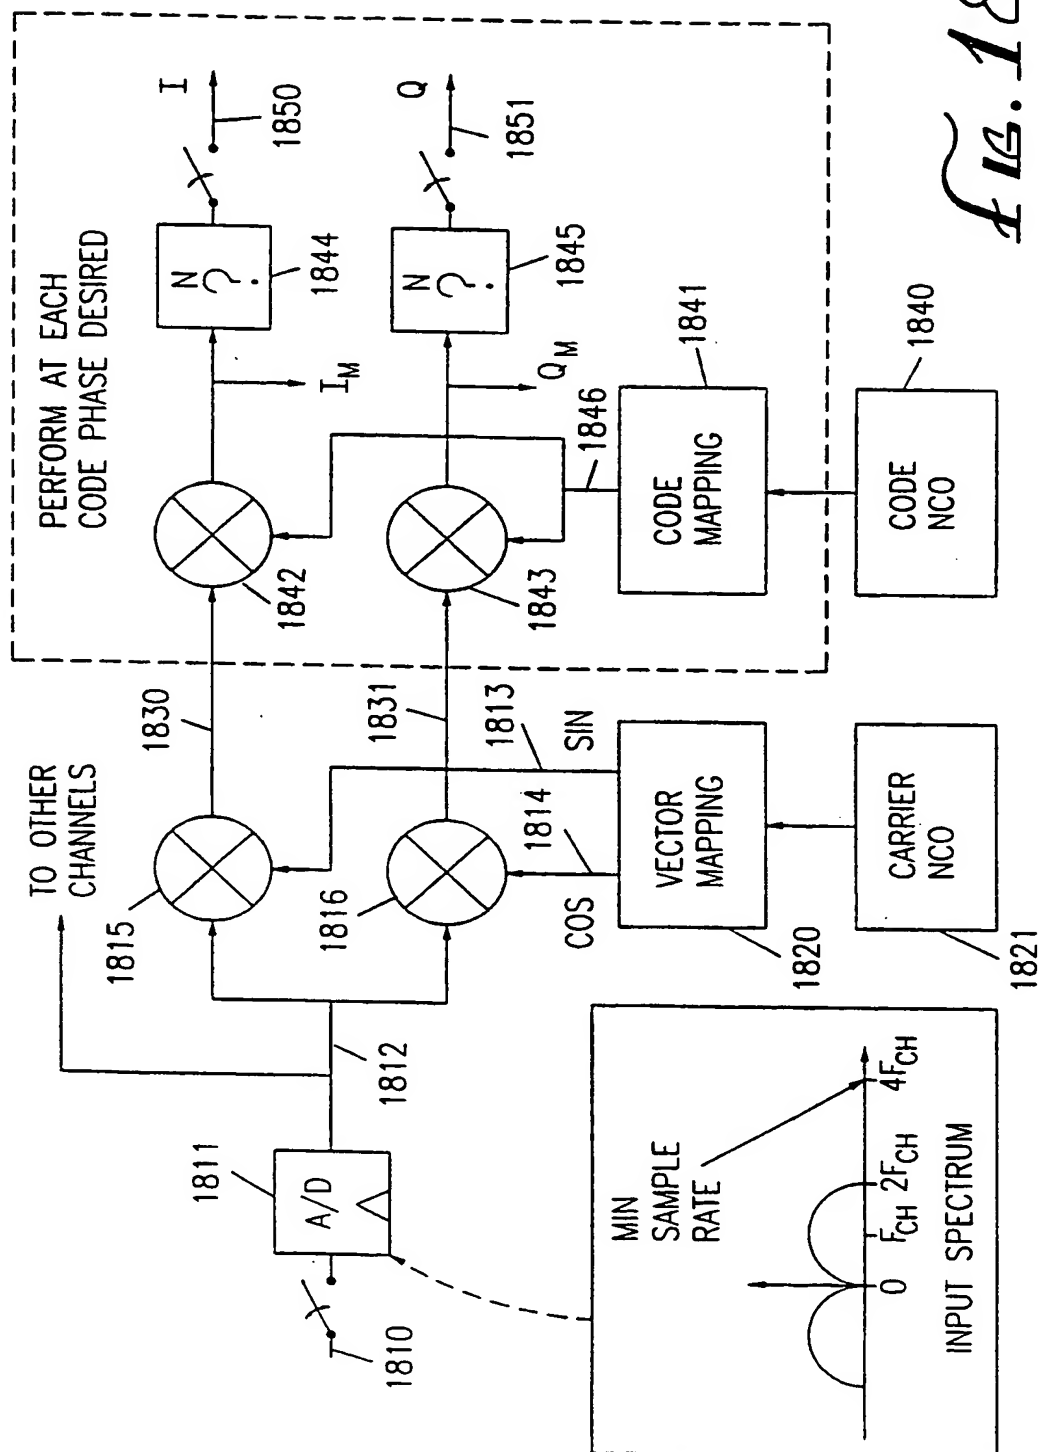 PERFORM AT EACH
CODE PHASE DESIRED
TO OTHER
CHANNELS
1810
1811
A/D
1812
1815
1816
1830
1831
1814
1813
COS
SIN
VECTOR
MAPPING
1820
CARRIER
NCO
1821
1842
1843
I_M
Q_M
N
?.
1844
N
?.
1845
I
1850
Q
1851
1846
CODE
MAPPING
1841
CODE
NCO
1840
MIN
SAMPLE
RATE
0
F_CH
2F_CH
4F_CH
INPUT SPECTRUM
FIG. 18